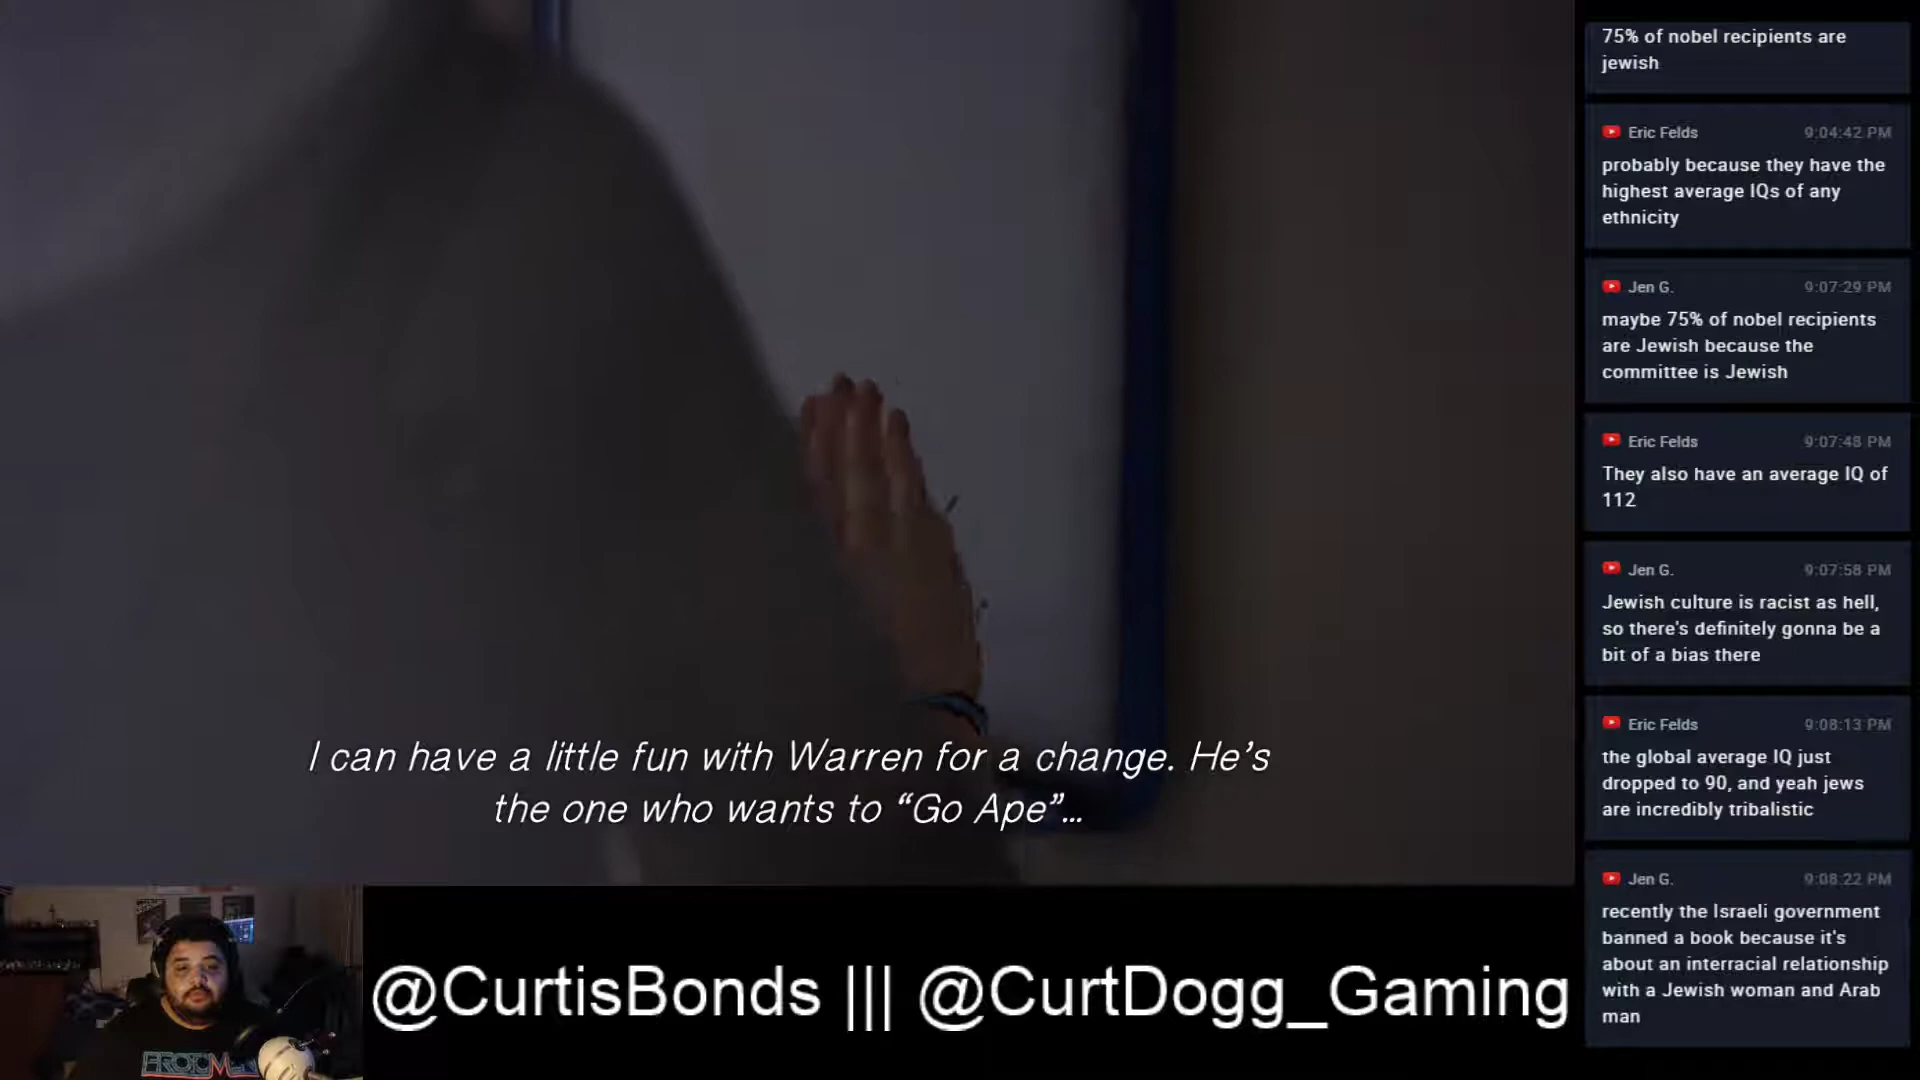 75% of nobel recipients are
jewish
Eric Felds 9:04:42 PM
probably because they have the
highest average IQs of any
ethnicity
Jen G. 9:07:29 PM
maybe 75% of nobel recipients
are Jewish because the
committee is Jewish
Eric Felds 9:07:48 PM
They also have an average IQ of
112
Jen G. 9:07:58 PM
Jewish culture is racist as hell,
so there's definitely gonna be a
bit of a bias there
Eric Felds 9:08:13 PM
the global average IQ just
dropped to 90, and yeah jews
are incredibly tribalistic
Jen G. 9:08:22 PM
recently the Israeli government
banned a book because it's
about an interracial relationship
with a Jewish woman and Arab
man
I can have a little fun with Warren for a change. He's
the one who wants to “Go Ape”...
@CurtisBonds ||| @CurtDogg_Gaming